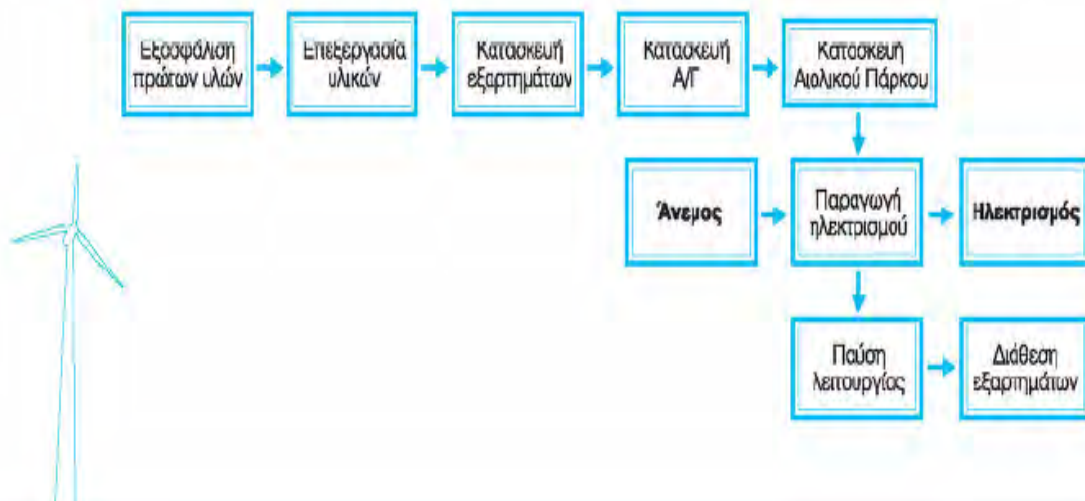 Εξασφάλιση
πρώτων υλών
Επεξεργασία
υλικών
Κατασκευή
εξαρτημάτων
Κατασκευή
Α/Γ
Κατασκευή
Αιολικού Πάρκου
Άνεμος
Παραγωγή
ηλεκτρισμού
Ηλεκτρισμός
Παύση
λειτουργίας
Διάθεση
εξαρτημάτων